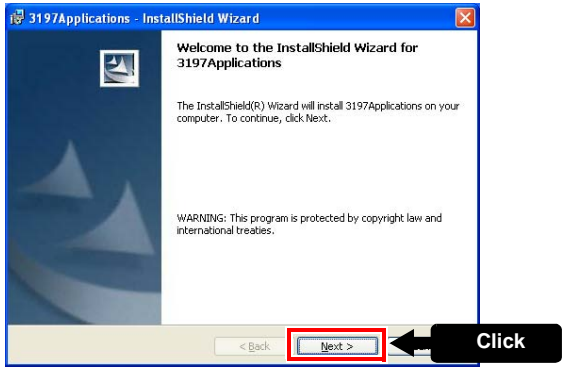 3197Applications - InstallShield Wizard
Welcome to the InstallShield Wizard for
3197Applications
The InstallShield(R) Wizard will install 3197Applications on your
computer. To continue, click Next.
WARNING: This program is protected by copyright law and
international treaties.
< Back
Next >
Click